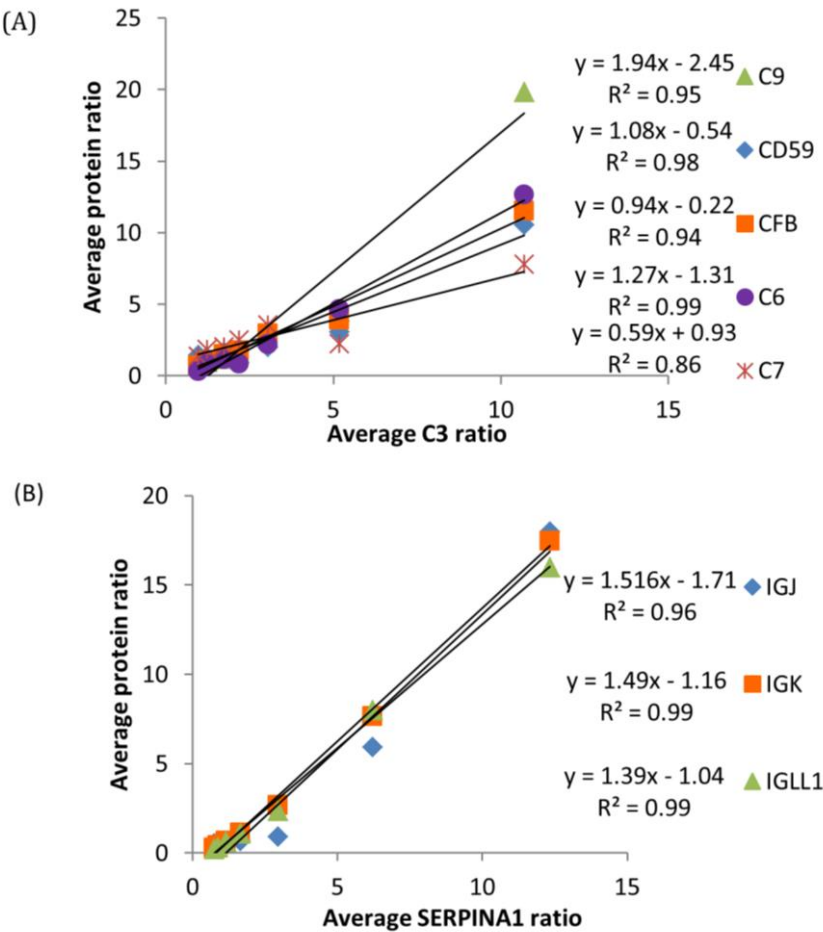 (A)
25
20
15
10
5
0
Average protein ratio
0 5 10 15
Average C3 ratio
y = 1.94x - 2.45
R² = 0.95
C9
y = 1.08x - 0.54
R² = 0.98
CD59
y = 0.94x - 0.22
R² = 0.94
CFB
y = 1.27x - 1.31
R² = 0.99
C6
y = 0.59x + 0.93
R² = 0.86
C7
(B)
20
15
10
5
0
Average protein ratio
0 5 10 15
Average SERPINA1 ratio
y = 1.516x - 1.71
R² = 0.96
IGJ
y = 1.49x - 1.16
R² = 0.99
IGK
y = 1.39x - 1.04
R² = 0.99
IGLL1